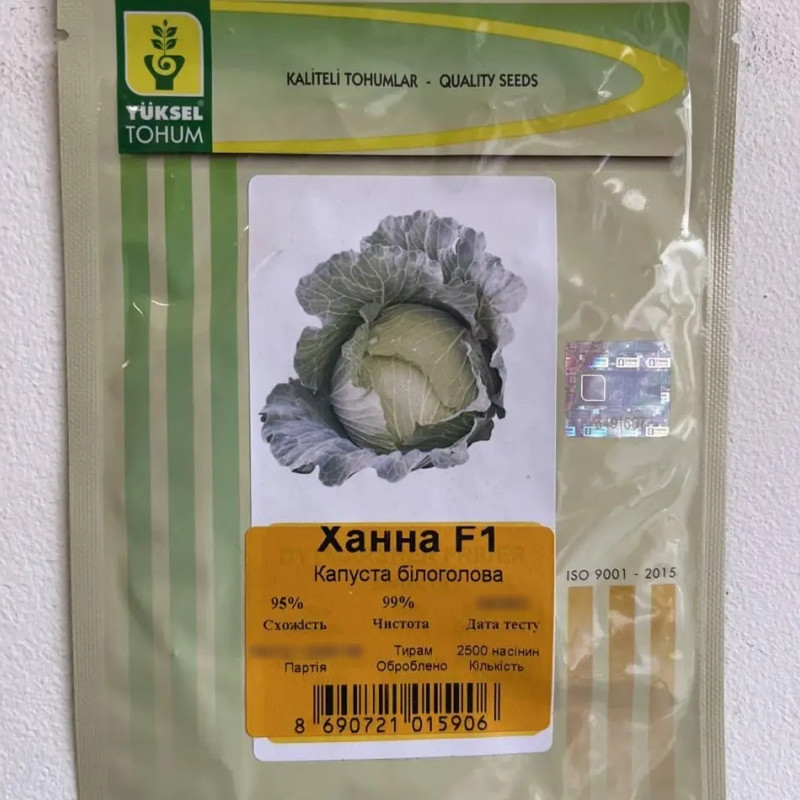 YÜKSEL
TOHUM
KALİTELİ TOHUMLAR - QUALITY SEEDS
Ханна F1
Капуста білоголова
95% 99%
Схожість Чистота Дата тесту
Тирам 2500 насінин
Партія Оброблено Кількість
8 690721 015906
ISO 9001 - 2015